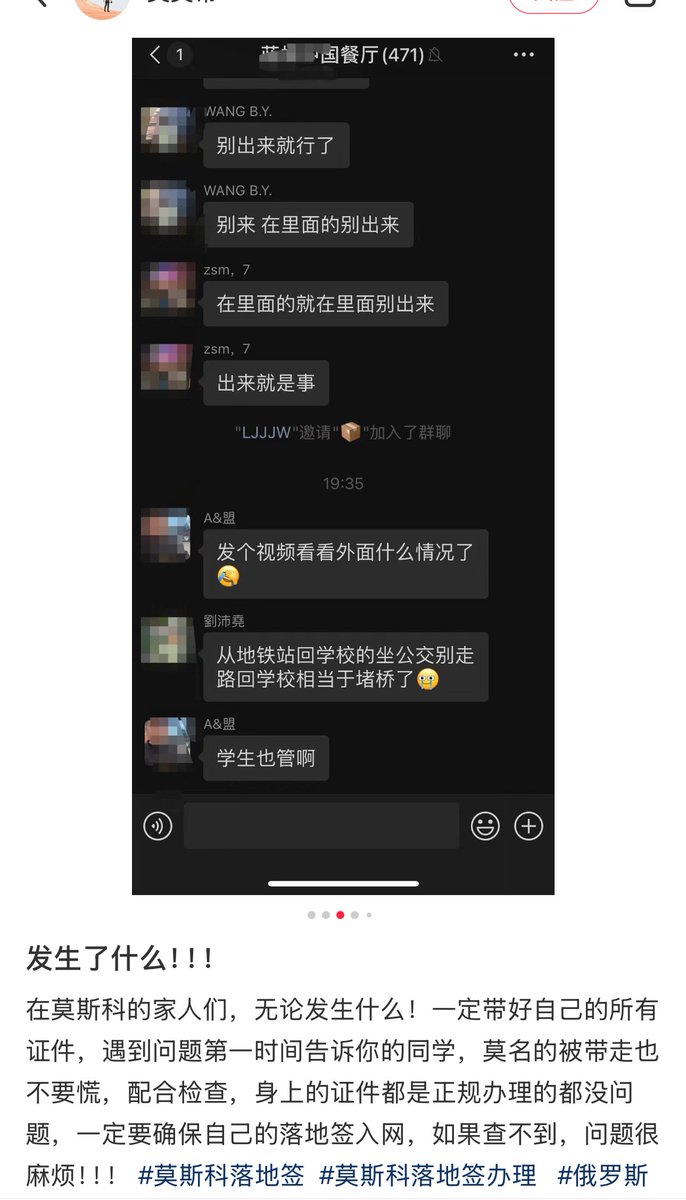 1
国餐厅(471)
WANG B.Y.
别出来就行了
WANG B.Y.
别来 在里面的别出来
zsm，7
在里面的就在里面别出来
zsm，7
出来就是事
"LJJJW"邀请"📦"加入了群聊
19:35
A&盟
发个视频看看外面什么情况了
🤣
劉沛堯
从地铁站回学校的坐公交别走
路回学校相当于堵桥了🥹
A&盟
学生也管啊
发生了什么！！！
在莫斯科的家人们，无论发生什么！一定带好自己的所有
证件，遇到问题第一时间告诉你的同学，莫名的被带走也
不要慌，配合检查，身上的证件都是正规办理的都没问
题，一定要确保自己的落地签入网，如果查不到，问题很
麻烦！！！ #莫斯科落地签 #莫斯科落地签办理 #俄罗斯